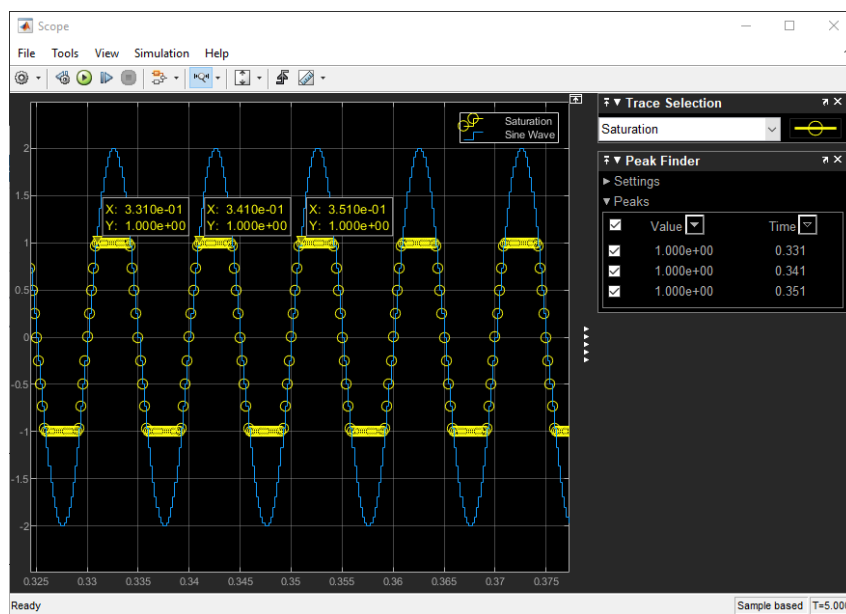 Scope
File Tools View Simulation Help
Saturation
Sine Wave
X: 3.310e-01
Y: 1.000e+00
X: 3.410e-01
Y: 1.000e+00
X: 3.510e-01
Y: 1.000e+00
2
1.5
1
0.5
0
-0.5
-1
-1.5
-2
0.325 0.33 0.335 0.34 0.345 0.35 0.355 0.36 0.365 0.37 0.375
Trace Selection
Saturation
Peak Finder
Settings
Peaks
Value Time
1.000e+00 0.331
1.000e+00 0.341
1.000e+00 0.351
Ready
Sample based